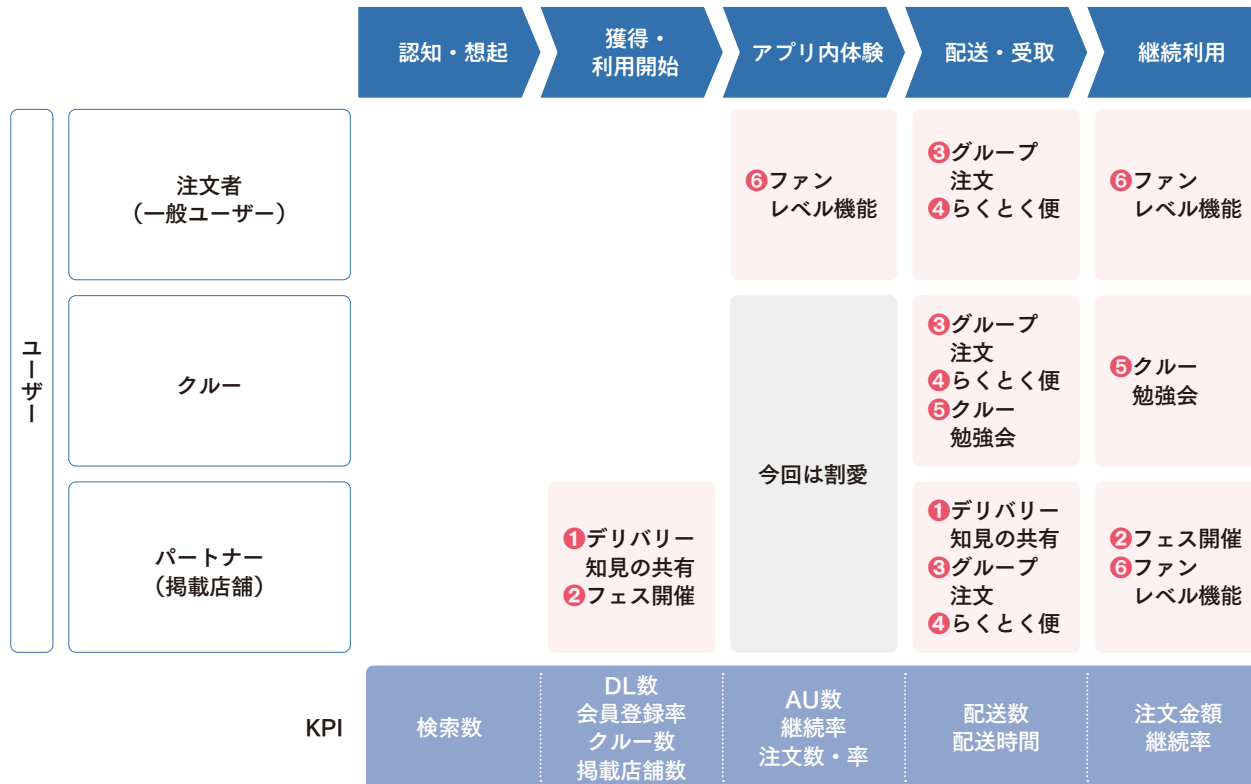 認知・想起
獲得・
利用開始
アプリ内体験
配送・受取
継続利用
ユーザー
注文者
（一般ユーザー）
❻ファン
レベル機能
❸グループ
注文
❹らくとく便
❻ファン
レベル機能
クルー
今回は割愛
❸グループ
注文
❹らくとく便
❺クルー
勉強会
❺クルー
勉強会
パートナー
（掲載店舗）
❶デリバリー
知見の共有
❷フェス開催
❶デリバリー
知見の共有
❸グループ
注文
❹らくとく便
❷フェス開催
❻ファン
レベル機能
KPI
検索数
DL数
会員登録率
クルー数
掲載店舗数
AU数
継続率
注文数・率
配送数
配送時間
注文金額
継続率